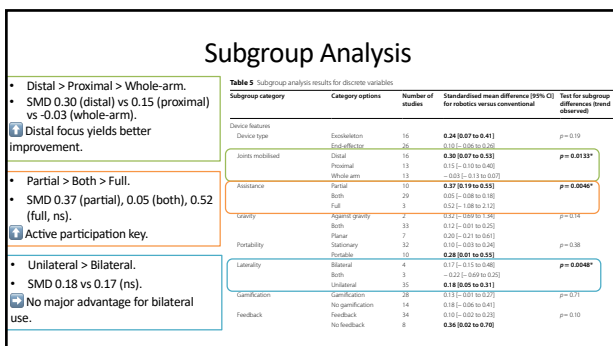 Subgroup Analysis
• Distal > Proximal > Whole-arm.
• SMD 0.30 (distal) vs 0.15 (proximal)
vs -0.03 (whole-arm).
⬆ Distal focus yields better
improvement.
• Partial > Both > Full.
• SMD 0.37 (partial), 0.05 (both), 0.52
(full, ns).
⬆ Active participation key.
• Unilateral > Bilateral.
• SMD 0.18 vs 0.17 (ns).
➡ No major advantage for bilateral
use.
Table 5 Subgroup analysis results for discrete variables
Subgroup category Category options Number of studies Standardised mean difference [95% CI] for robotics versus conventional Test for subgroup differences (trend observed)
Device features
Device type Exoskeleton 16 0.24 [0.07 to 0.41] p = 0.19
End-effector 26 0.10 [− 0.06 to 0.26]
Joints mobilised Distal 16 0.30 [0.07 to 0.53] p = 0.0133*
Proximal 13 0.15 [− 0.10 to 0.40]
Whole arm 13 − 0.03 [− 0.13 to 0.07]
Assistance Partial 10 0.37 [0.19 to 0.55] p = 0.0046*
Both 29 0.05 [− 0.08 to 0.18]
Full 3 0.52 [− 1.08 to 2.12]
Gravity Against gravity 2 0.32 [− 0.69 to 1.34] p = 0.14
Both 33 0.12 [− 0.01 to 0.25]
Planar 7 0.20 [− 0.21 to 0.61]
Portability Stationary 32 0.10 [− 0.03 to 0.24] p = 0.38
Portable 10 0.28 [0.01 to 0.55]
Laterality Bilateral 4 0.17 [− 0.15 to 0.48] p = 0.0048*
Both 3 − 0.22 [− 0.69 to 0.25]
Unilateral 35 0.18 [0.05 to 0.31]
Gamification Gamification 28 0.13 [− 0.01 to 0.27] p = 0.71
No gamification 14 0.18 [− 0.06 to 0.41]
Feedback Feedback 34 0.10 [− 0.02 to 0.23] p = 0.10
No feedback 8 0.36 [0.02 to 0.70]